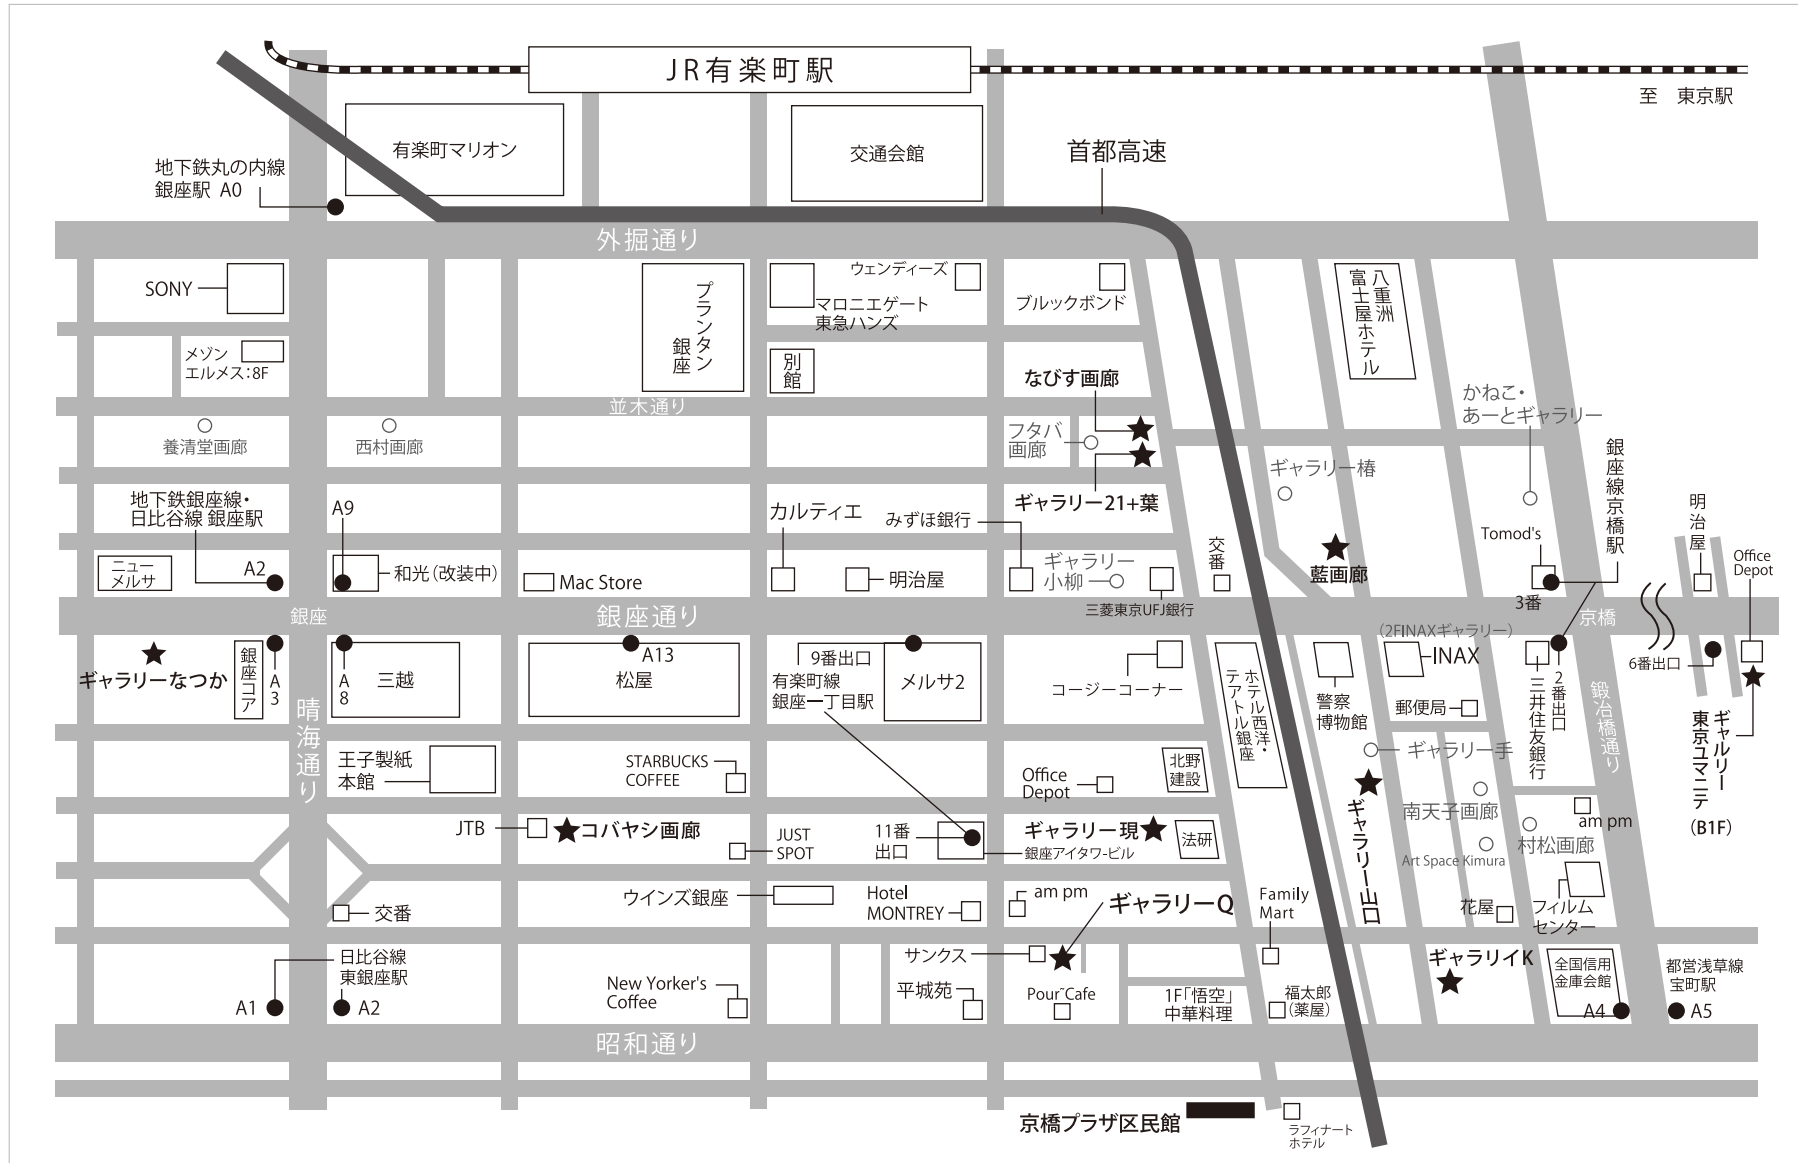 JR有楽町駅
至 東京駅
有楽町マリオン
交通会館
首都高速
地下鉄丸の内線
銀座駅 A0
外掘通り
SONY
プランタン
銀座
マロニエゲート
東急ハンズ
ウェンディーズ
ブルックボンド
八重洲
富士屋ホテル
メゾン
エルメス:8F
別館
なびす画廊
かねこ・
あーとギャラリー
並木通り
養清堂画廊
西村画廊
フタバ
画廊
ギャラリー椿
銀座線京橋駅
地下鉄銀座線・
日比谷線 銀座駅
A9
カルティエ
みずほ銀行
ギャラリー21+葉
交番
Tomod's
明治屋
Office
Depot
ニュー
メルサ
A2
和光(改装中)
Mac Store
明治屋
ギャラリー
小柳
三菱東京UFJ銀行
藍画廊
3番
銀座
銀座通り
京橋
ギャラリーなつか
銀座コア
A3
A8
三越
松屋
A13
9番出口
有楽町線
銀座一丁目駅
メルサ2
コージーコーナー
ホテル西洋・
テアトル銀座
警察
博物館
(2FINAXギャラリー)
INAX
郵便局
三井住友銀行
2番出口
6番出口
晴海通り
鍛冶橋通り
ギャルリー
東京ユマニテ
(B1F)
王子製紙
本館
STARBUCKS
COFFEE
Office
Depot
北野
建設
ギャラリー手
南天子画廊
am pm
JTB
コバヤシ画廊
JUST
SPOT
11番
出口
ギャラリー現
銀座アイタワービル
法研
ギャラリー山口
Art Space Kimura
村松画廊
交番
ウインズ銀座
Hotel
MONTREY
am pm
ギャラリーQ
Family
Mart
花屋
フィルム
センター
日比谷線
東銀座駅
A1
A2
New Yorker's
Coffee
サンクス
平城苑
Pour~Cafe
1F「悟空」
中華料理
福太郎
(薬屋)
ギャラリイK
全国信用
金庫会館
A4
都営浅草線
宝町駅
A5
昭和通り
京橋プラザ区民館
ラフィナート
ホテル